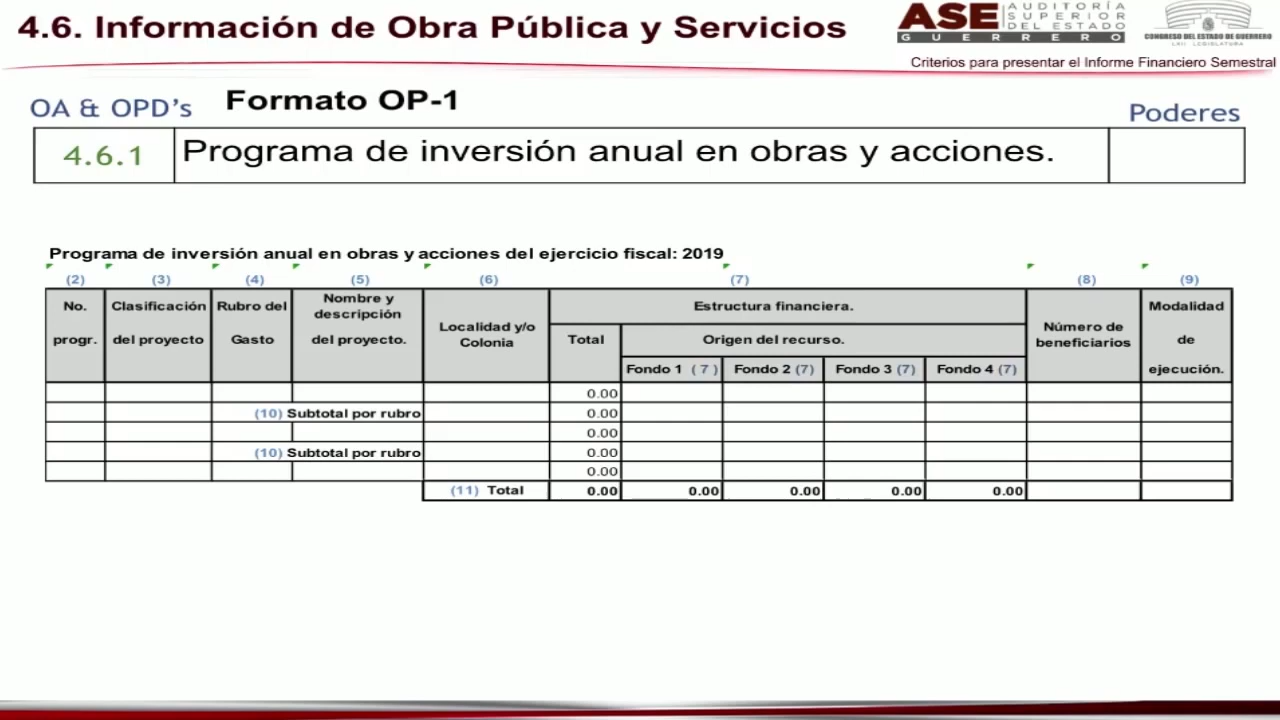 4.6. Información de Obra Pública y Servicios
ASE AUDITORÍA SUPERIOR DEL ESTADO
GUERRERO
CONGRESO DEL ESTADO DE GUERRERO
LXII LEGISLATURA
Criterios para presentar el Informe Financiero Semestral
OA & OPD's Formato OP-1 Poderes
4.6.1 Programa de inversión anual en obras y acciones.
Programa de inversión anual en obras y acciones del ejercicio fiscal: 2019
(2) (3) (4) (5) (6) (7) (8) (9)
No. progr.
Clasificación del proyecto
Rubro del Gasto
Nombre y descripción del proyecto.
Localidad y/o Colonia
Estructura financiera.
Total
Origen del recurso.
Fondo 1 ( 7 ) Fondo 2 (7) Fondo 3 (7) Fondo 4 (7)
Número de beneficiarios
Modalidad de ejecución.
0.00
(10) Subtotal por rubro 0.00
0.00
(10) Subtotal por rubro 0.00
0.00
(11) Total 0.00 0.00 0.00 0.00 0.00